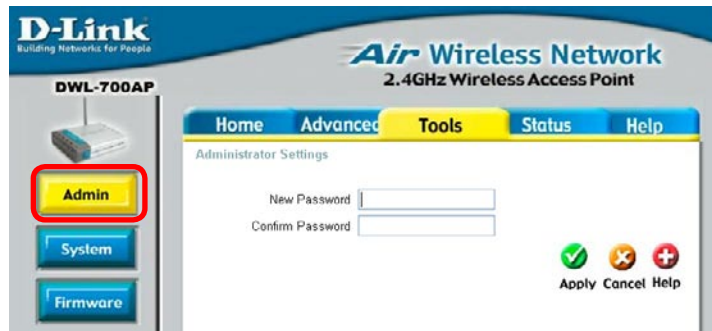 D-Link
Building Networks for People
Air Wireless Network
2.4GHz Wireless Access Point
DWL-700AP
Home Advanced Tools Status Help
Administrator Settings
Admin
New Password
Confirm Password
System
Apply Cancel Help
Firmware